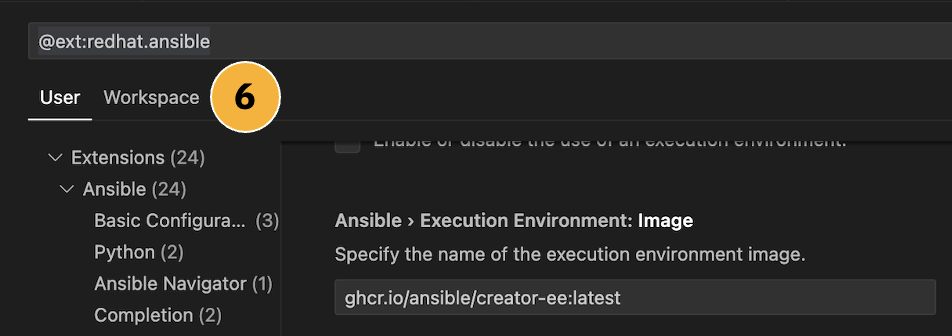 @ext:redhat.ansible
User Workspace 6
Enable or disable the use of an execution environment.
Extensions (24)
Ansible (24)
Basic Configura... (3)
Python (2)
Ansible Navigator (1)
Completion (2)
Ansible › Execution Environment: Image
Specify the name of the execution environment image.
ghcr.io/ansible/creator-ee:latest